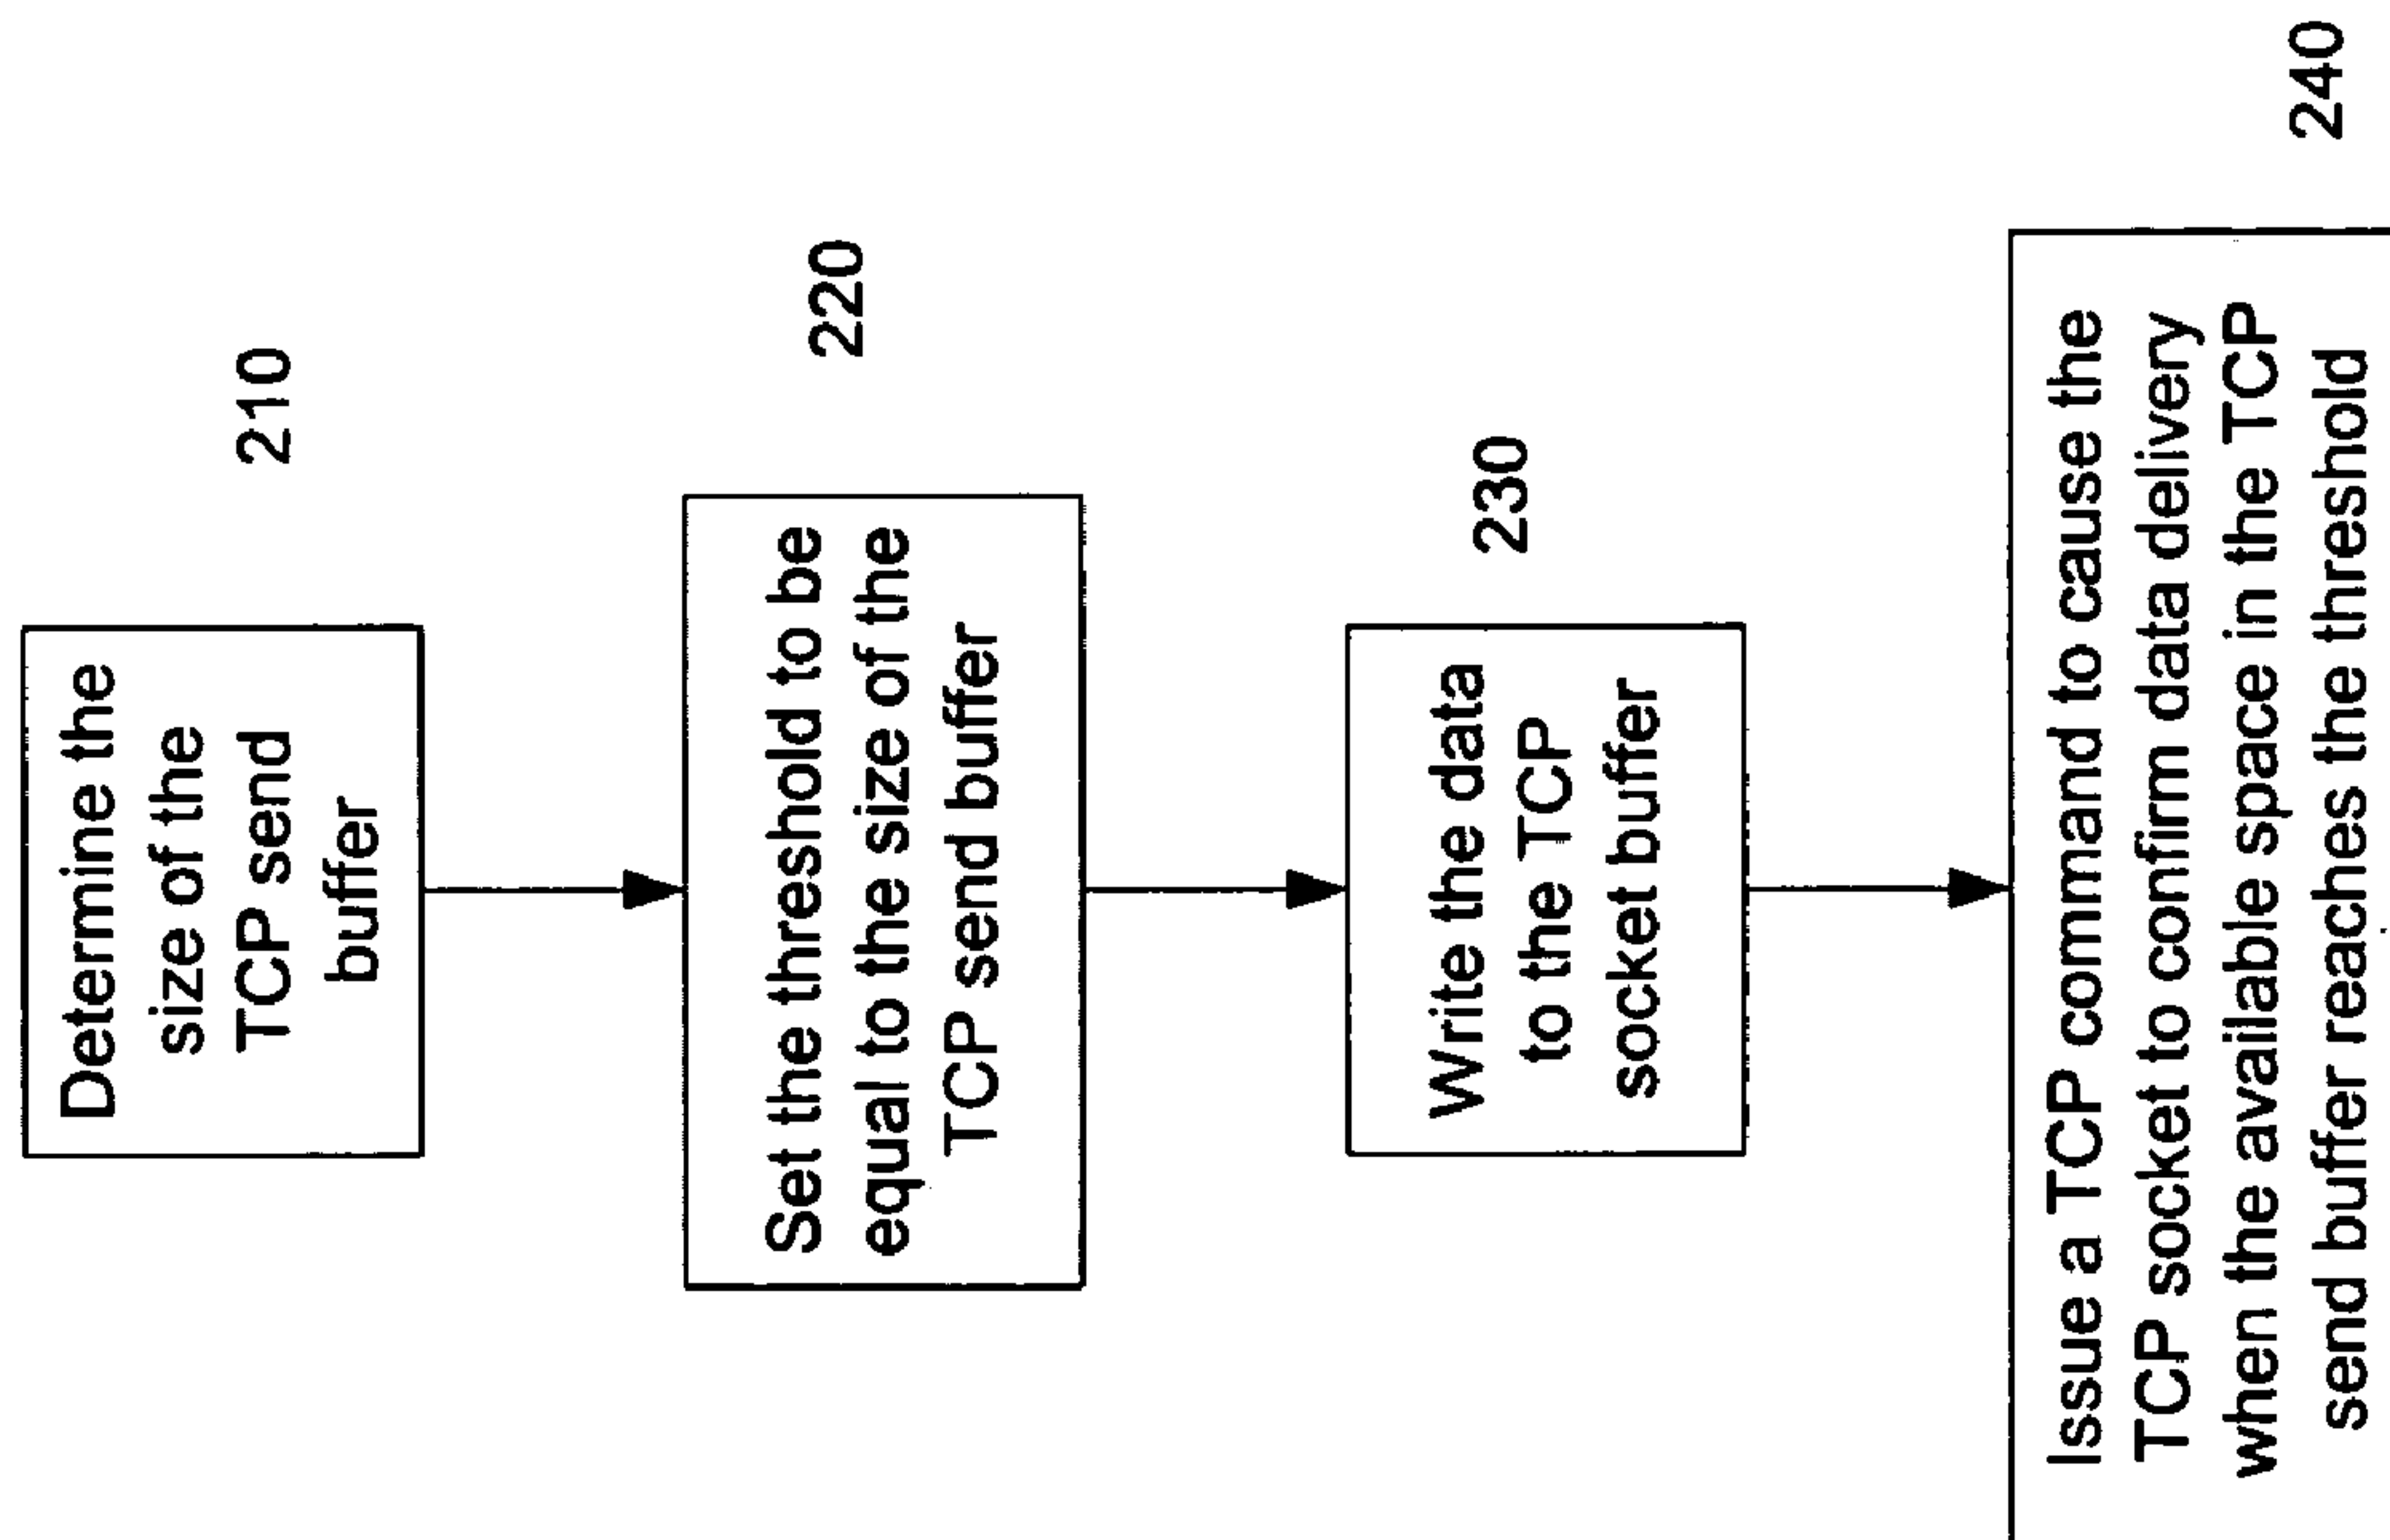 Determine the
size of the
TCP send
buffer
210
Set the threshold to be
equal to the size of the
TCP send buffer
220
Write the data
to the TCP
socket buffer
230
Issue a TCP command to cause the
TCP socket to confirm data delivery
when the available space in the TCP
send buffer reaches the threshold
240